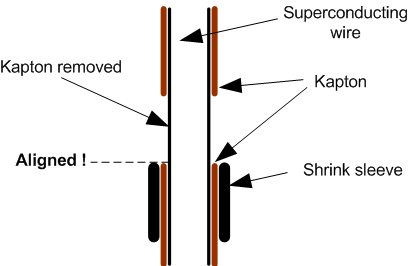 Superconducting
wire
Kapton removed
Kapton
Aligned !
Shrink sleeve